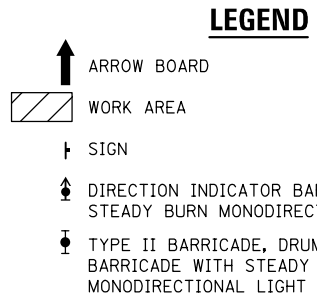 LEGEND
ARROW BOARD
WORK AREA
SIGN
DIRECTION INDICATOR
STEADY BURN
TYPE II BARRICADE,
BARRICADE WITH STEADY
MONODIRECTIONAL LIGHT